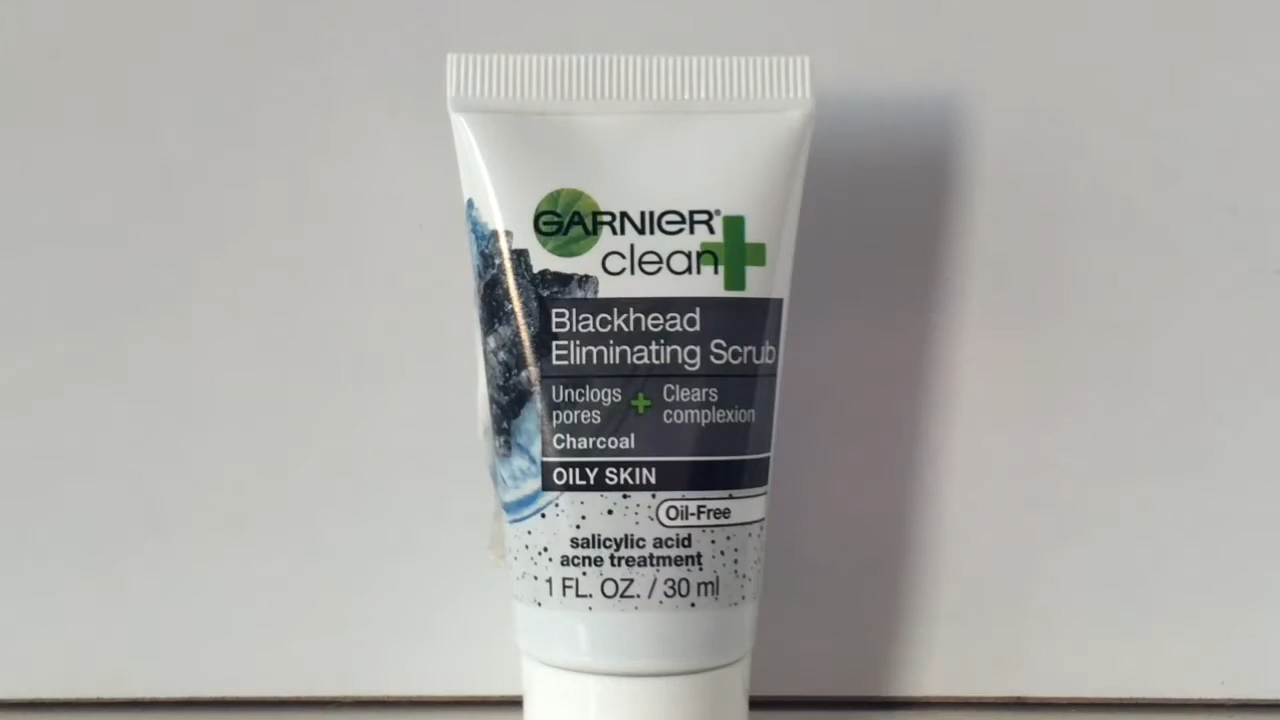 GARNIER®
clean+
Blackhead
Eliminating Scrub
Unclogs pores + Clears complexion
Charcoal
OILY SKIN
Oil-Free
salicylic acid
acne treatment
1 FL. OZ. / 30 ml